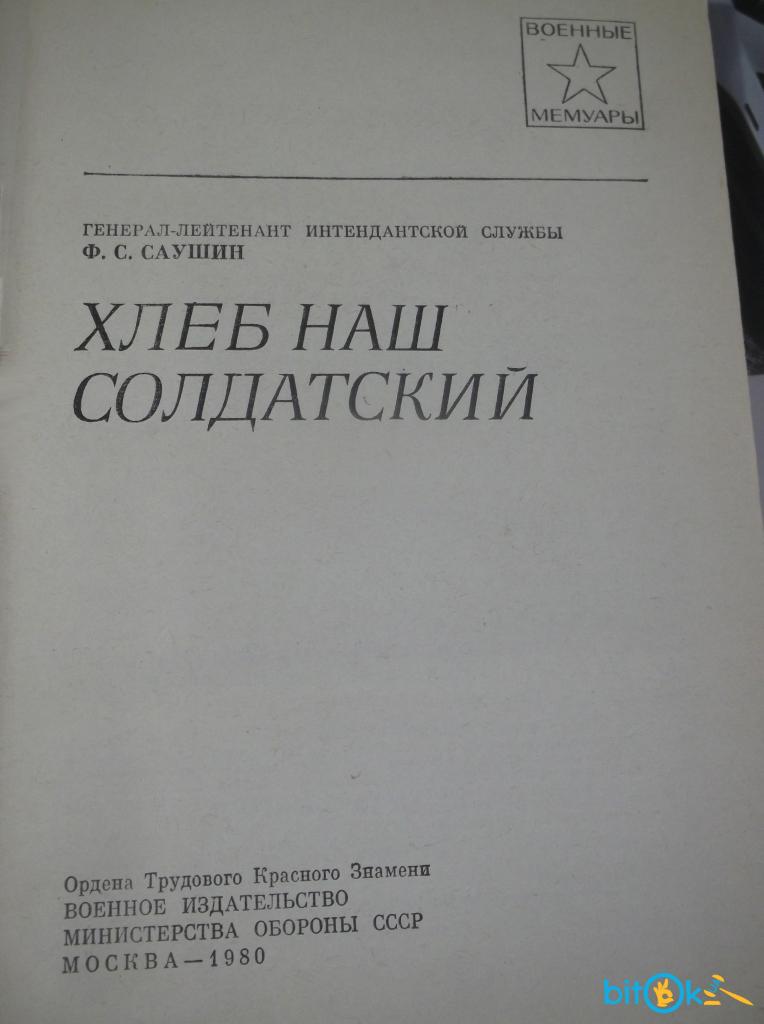 ВОЕННЫЕ
МЕМУАРЫ
ГЕНЕРАЛ-ЛЕЙТЕНАНТ ИНТЕНДАНТСКОЙ СЛУЖБЫ
Ф. С. САУШИН
ХЛЕБ НАШ
СОЛДАТСКИЙ
Ордена Трудового Красного Знамени
ВОЕННОЕ ИЗДАТЕЛЬСТВО
МИНИСТЕРСТВА ОБОРОНЫ СССР
МОСКВА — 1980
bitok